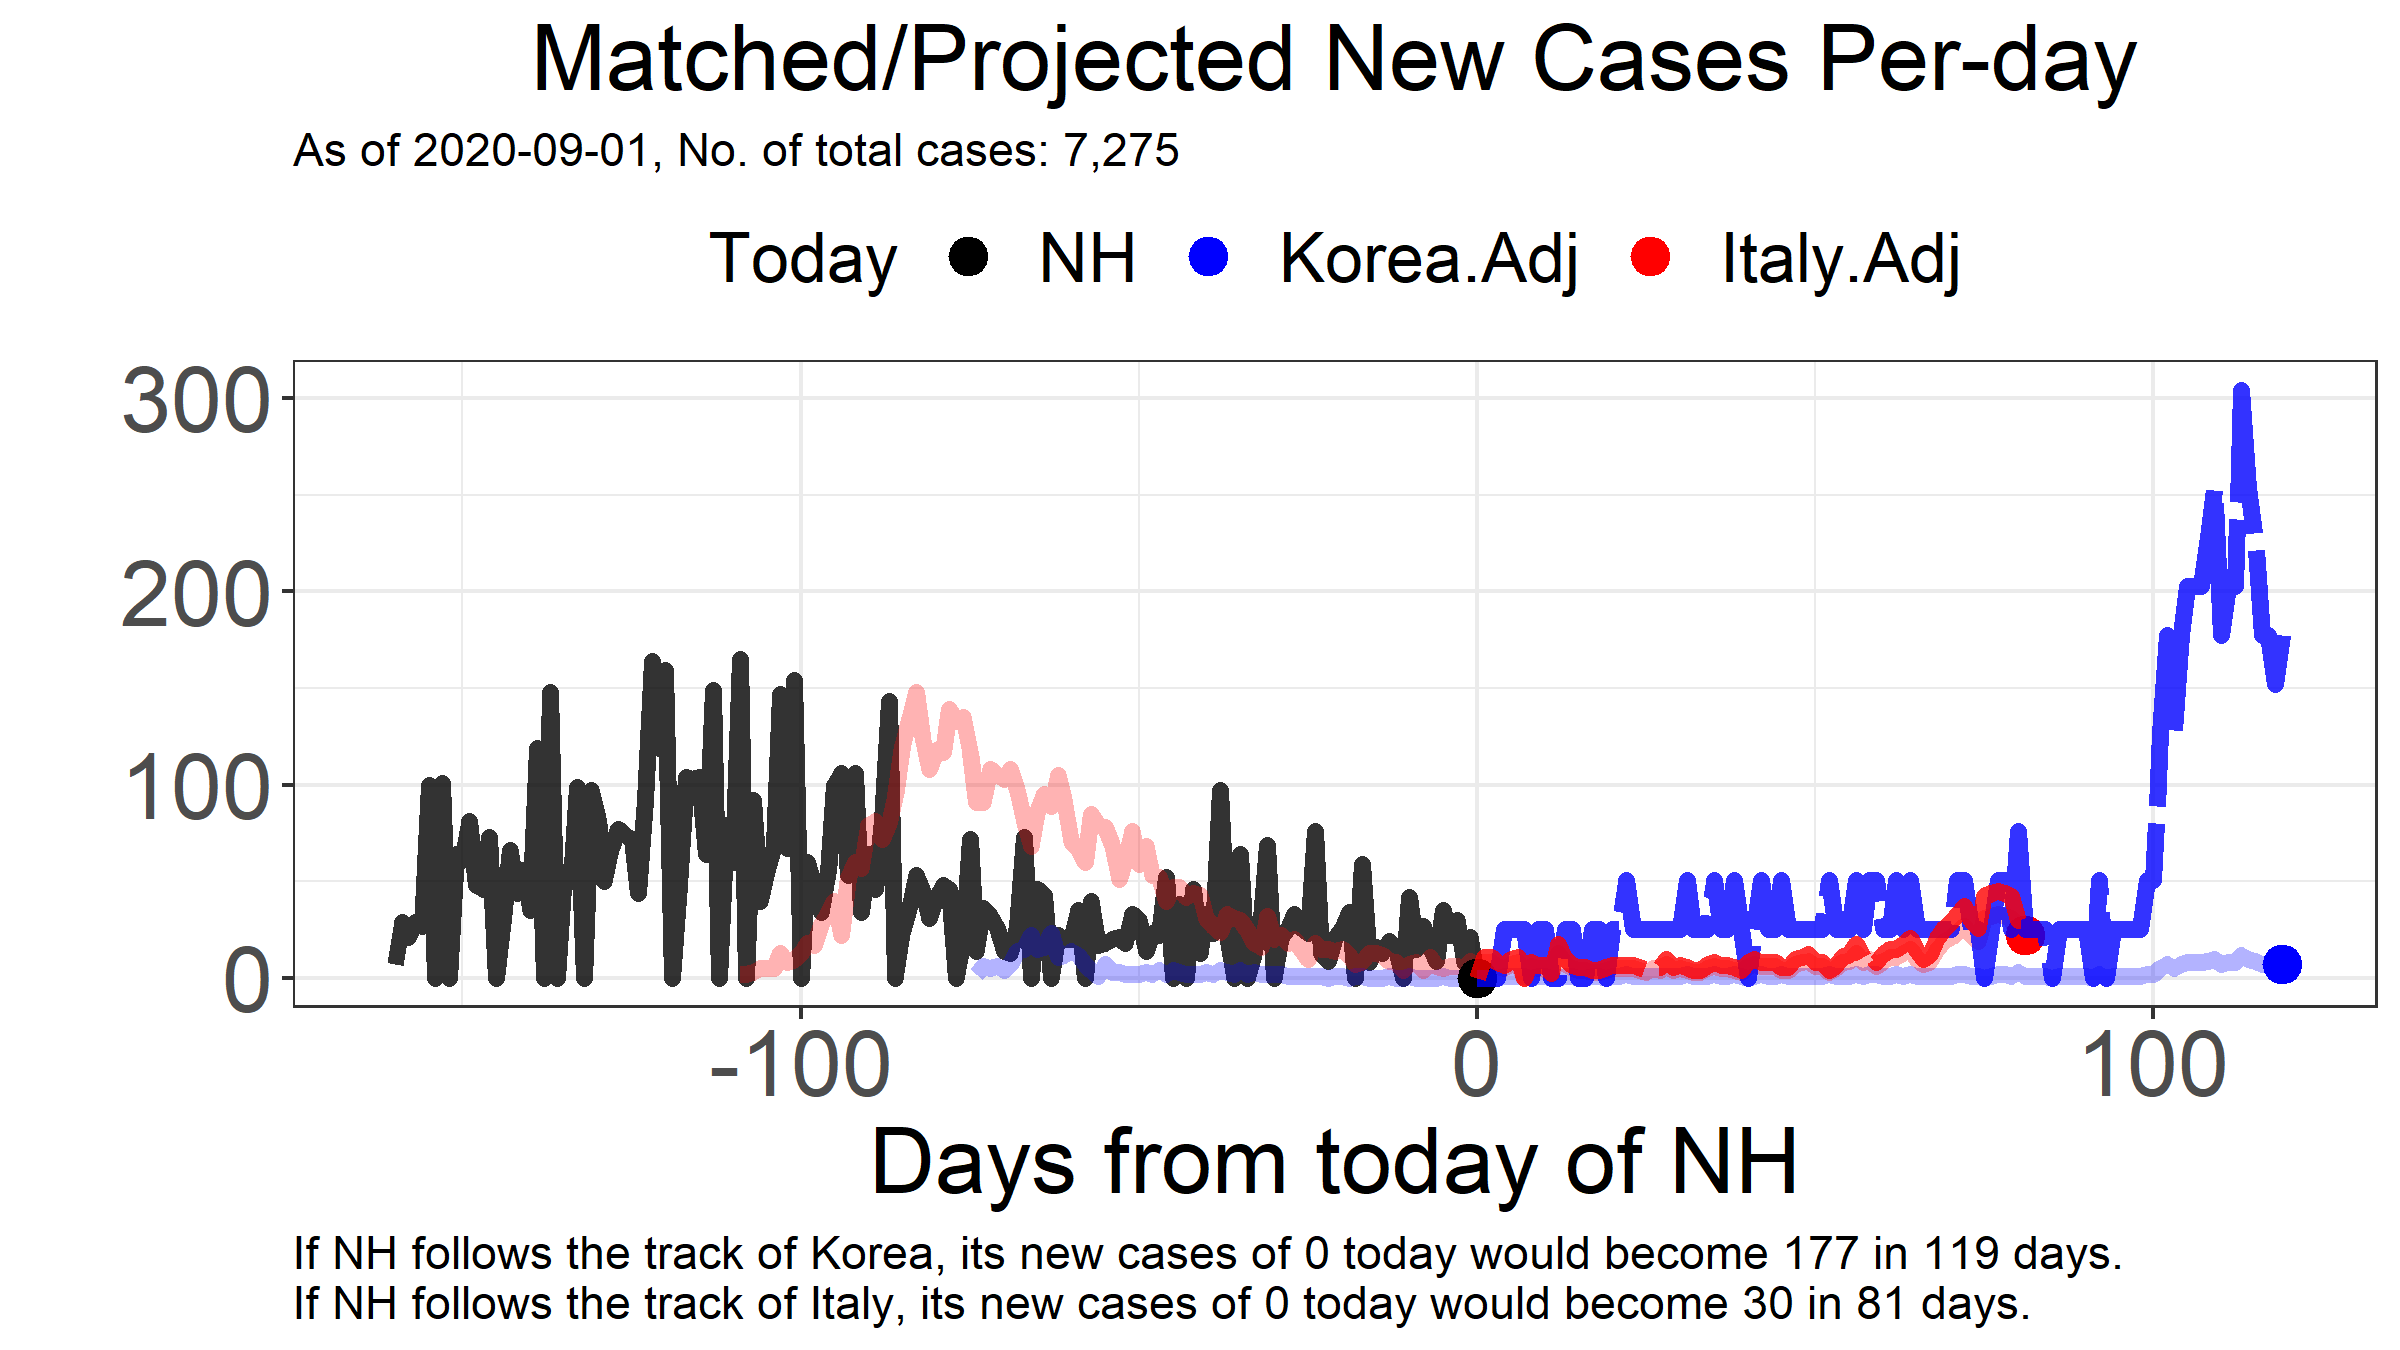 Matched/Projected New Cases Per-day
As of 2020-09-01, No. of total cases: 7,275
Today NH Korea.Adj Italy.Adj
300
200
100
0
-100 0 100
Days from today of NH
If NH follows the track of Korea, its new cases of 0 today would become 177 in 119 days.
If NH follows the track of Italy, its new cases of 0 today would become 30 in 81 days.